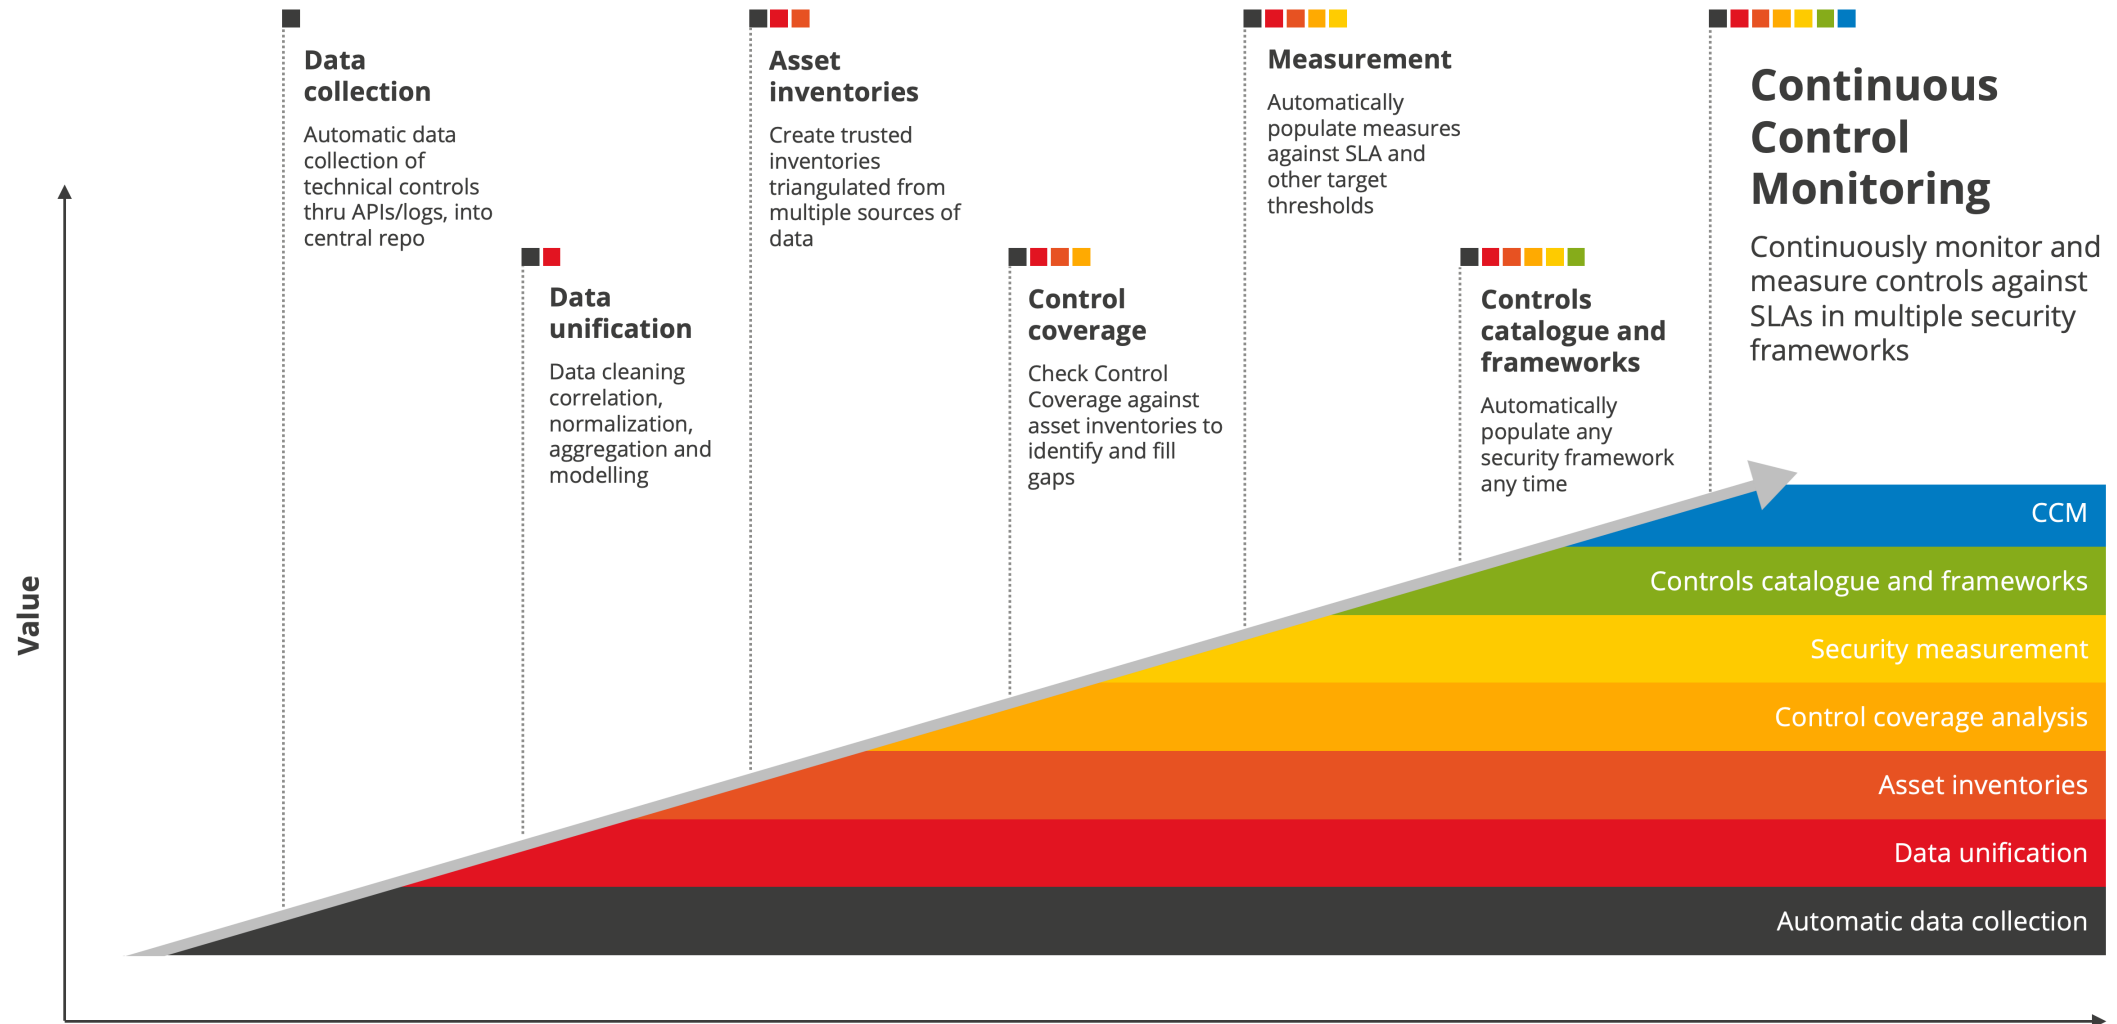 Data
collection
Automatic data
collection of
technical controls
thru APIs/logs, into
central repo
Data
unification
Data cleaning
correlation,
normalization,
aggregation and
modelling
Asset
inventories
Create trusted
inventories
triangulated from
multiple sources of
data
Control
coverage
Check Control
Coverage against
asset inventories to
identify and fill
gaps
Measurement
Automatically
populate measures
against SLA and
other target
thresholds
Controls
catalogue and
frameworks
Automatically
populate any
security framework
any time
Continuous
Control
Monitoring
Continuously monitor and
measure controls against
SLAs in multiple security
frameworks
Value
CCM
Controls catalogue and frameworks
Security measurement
Control coverage analysis
Asset inventories
Data unification
Automatic data collection